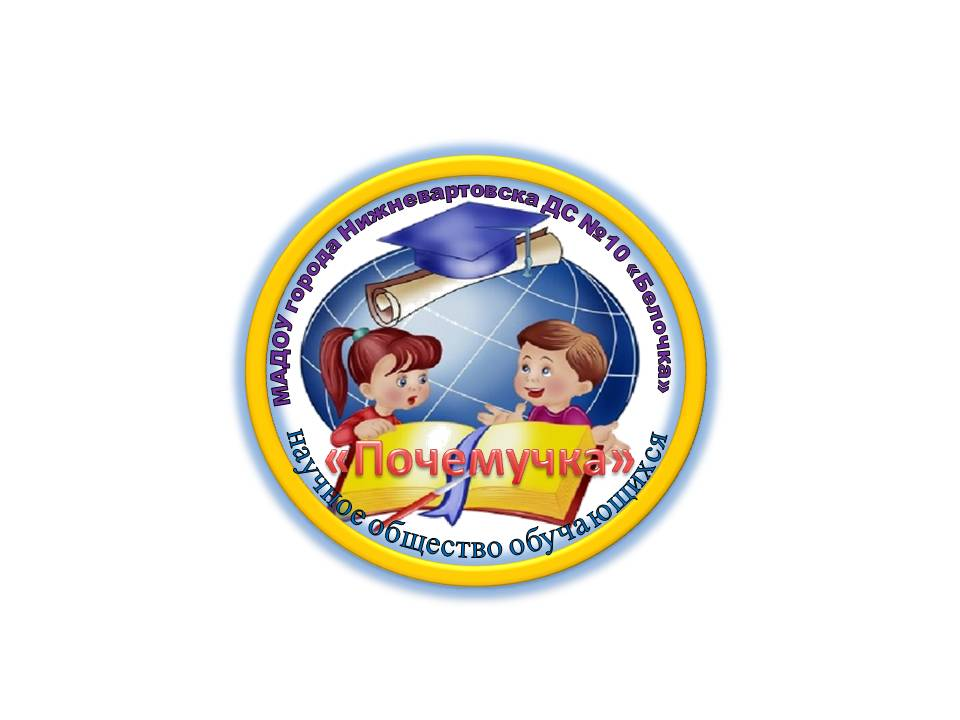 МАДОУ города Нижневартовска ДС №10 «Белочка»
«Почемучка»
научное общество обучающихся